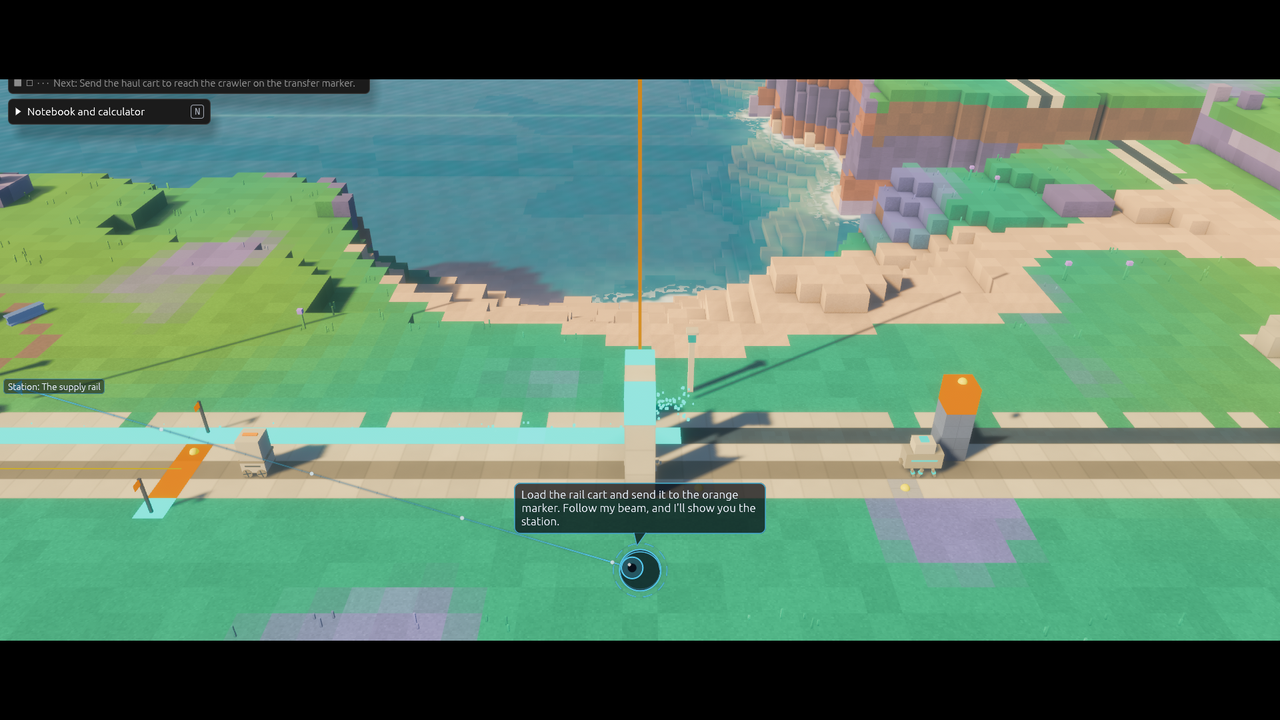 Next: Send the haul cart to reach the crawler on the transfer marker.
Notebook and calculator N
Station: The supply rail
Load the rail cart and send it to the orange
marker. Follow my beam, and I'll show you the
station.